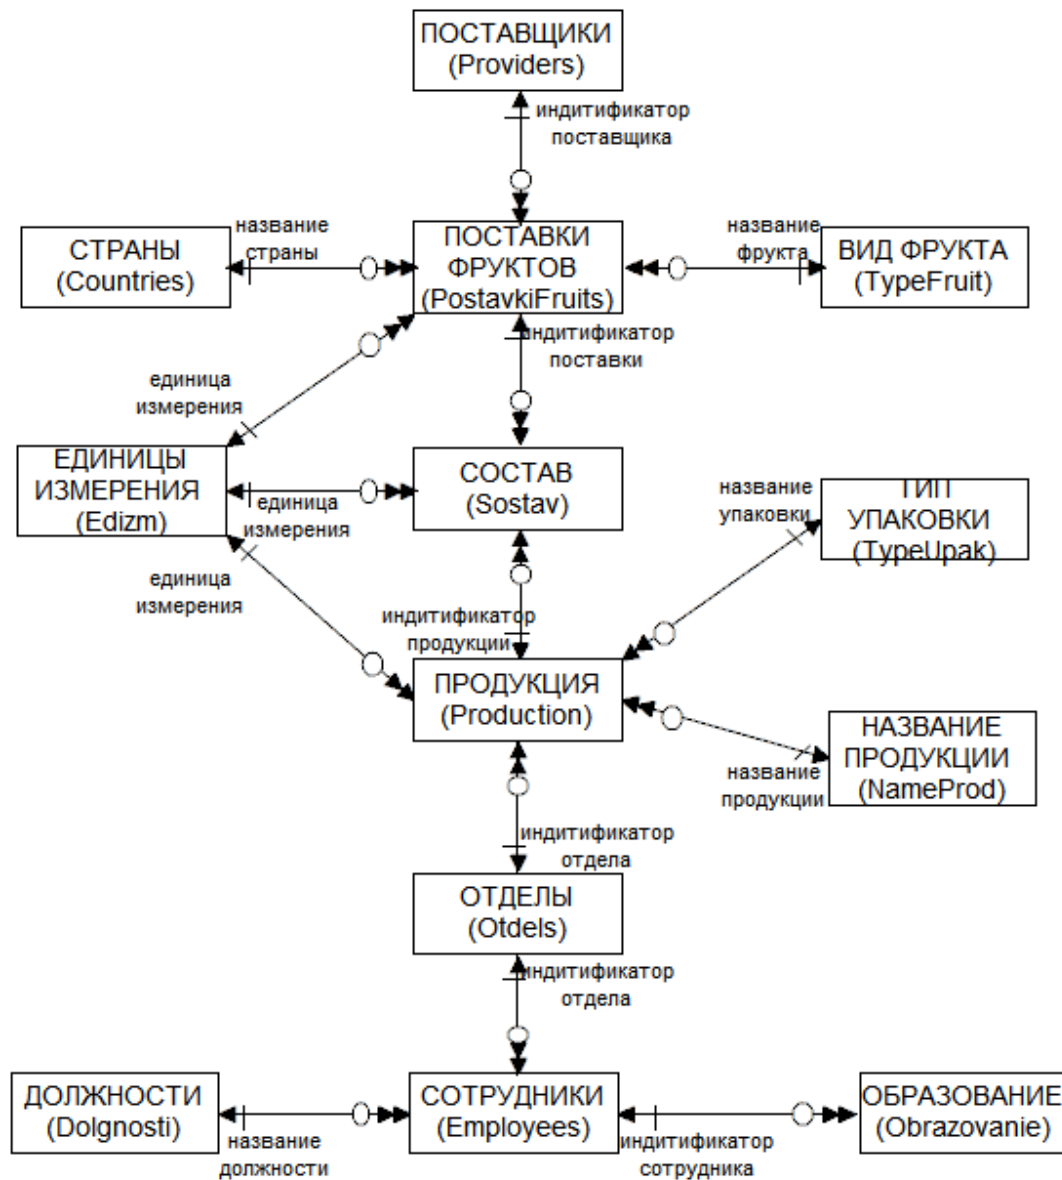 ПОСТАВЩИКИ
(Providers)
индитификатор
поставщика
название
страны
СТРАНЫ
(Countries)
ПОСТАВКИ
ФРУКТОВ
(PostavkiFruits)
название
фрукта
ВИД ФРУКТА
(TypeFruit)
индитификатор
поставки
единица
измерения
ЕДИНИЦЫ
ИЗМЕРЕНИЯ
(Edizm)
единица
измерения
СОСТАВ
(Sostav)
название
упаковки
ТИП
УПАКОВКИ
(TypeUpak)
единица
измерения
индитификатор
продукции
ПРОДУКЦИЯ
(Production)
название
продукции
НАЗВАНИЕ
ПРОДУКЦИИ
(NameProd)
индитификатор
отдела
ОТДЕЛЫ
(Otdels)
индитификатор
отдела
ДОЛЖНОСТИ
(Dolgnosti)
название
должности
СОТРУДНИКИ
(Employees)
индитификатор
сотрудника
ОБРАЗОВАНИЕ
(Obrazovanie)